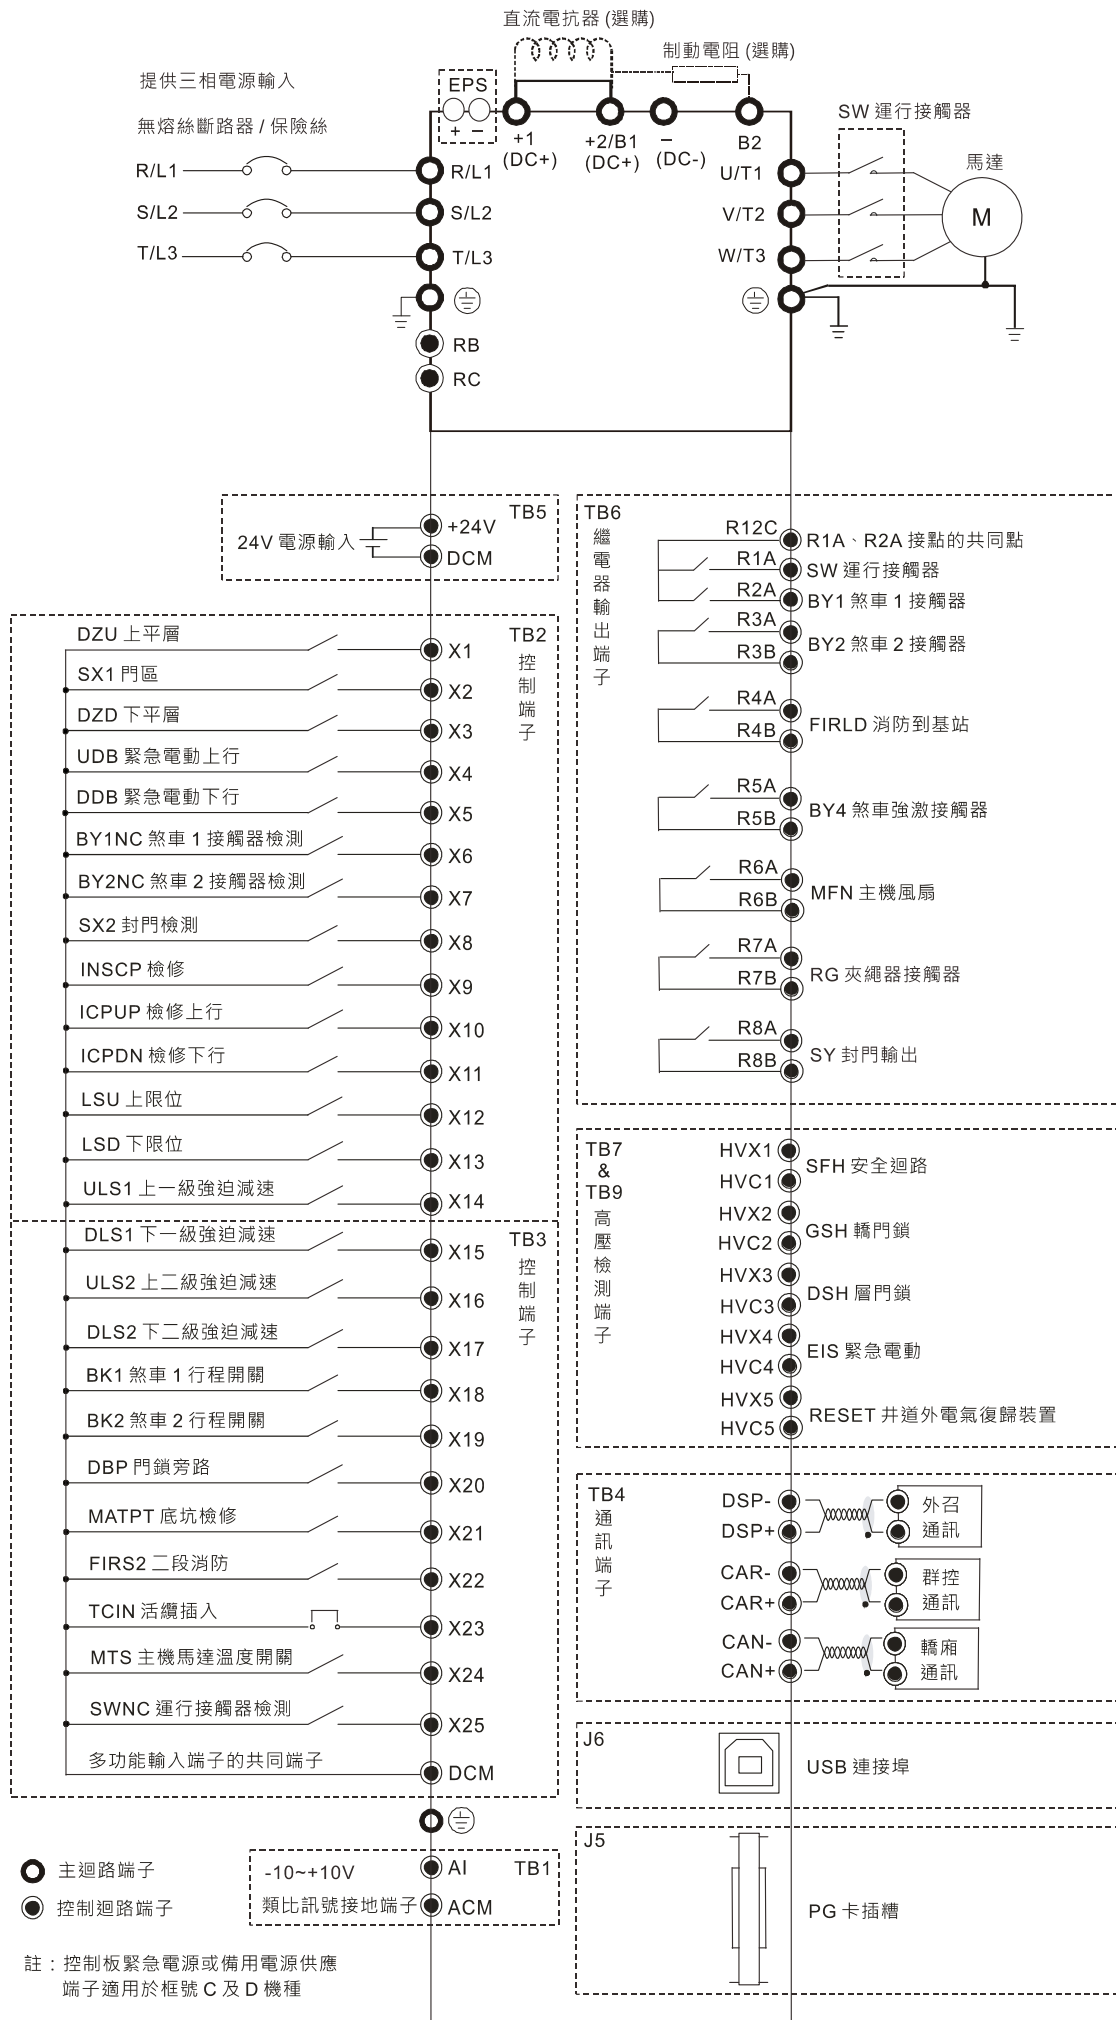 直流電抗器 (選購)
制動電阻 (選購)
提供三相電源輸入
EPS
+ −
無熔絲斷路器 / 保險絲
SW 運行接觸器
+1
(DC+)
+2/B1
(DC+)
−
(DC-)
B2
馬達
R/L1
R/L1
U/T1
S/L2
S/L2
V/T2
M
T/L3
T/L3
W/T3
RB
RC
TB5
24V 電源輸入
+24V
DCM
TB2
控制端子
DZU 上平層
X1
SX1 門區
X2
DZD 下平層
X3
UDB 緊急電動上行
X4
DDB 緊急電動下行
X5
BY1NC 煞車 1 接觸器檢測
X6
BY2NC 煞車 2 接觸器檢測
X7
SX2 封門檢測
X8
INSCP 檢修
X9
ICPUP 檢修上行
X10
ICPDN 檢修下行
X11
LSU 上限位
X12
LSD 下限位
X13
ULS1 上一級強迫減速
X14
TB3
控制端子
DLS1 下一級強迫減速
X15
ULS2 上二級強迫減速
X16
DLS2 下二級強迫減速
X17
BK1 煞車 1 行程開關
X18
BK2 煞車 2 行程開關
X19
DBP 門鎖旁路
X20
MATPT 底坑檢修
X21
FIRS2 二段消防
X22
TCIN 活纜插入
X23
MTS 主機馬達溫度開關
X24
SWNC 運行接觸器檢測
X25
多功能輸入端子的共同端子
DCM
主迴路端子
控制迴路端子
TB1
-10~+10V
AI
類比訊號接地端子
ACM
註：控制板緊急電源或備用電源供應
端子適用於框號 C 及 D 機種
TB6
繼電器輸出端子
R12C
R1A、R2A 接點的共同點
R1A
SW 運行接觸器
R2A
BY1 煞車 1 接觸器
R3A
R3B
BY2 煞車 2 接觸器
R4A
R4B
FIRLD 消防到基站
R5A
R5B
BY4 煞車強激接觸器
R6A
R6B
MFN 主機風扇
R7A
R7B
RG 夾繩器接觸器
R8A
R8B
SY 封門輸出
TB7
&
TB9
高壓檢測端子
HVX1
HVC1
SFH 安全迴路
HVX2
HVC2
GSH 轎門鎖
HVX3
HVC3
DSH 層門鎖
HVX4
HVC4
EIS 緊急電動
HVX5
HVC5
RESET 井道外電氣復歸裝置
TB4
通訊端子
DSP-
DSP+
外召
通訊
CAR-
CAR+
群控
通訊
CAN-
CAN+
轎廂
通訊
J6
USB 連接埠
J5
PG 卡插糟